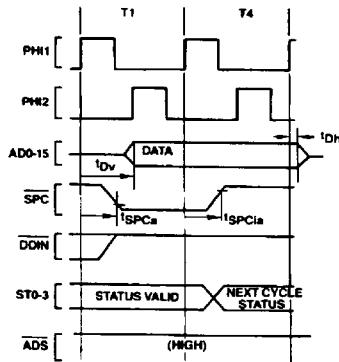 T1 T4
PHI1
PHI2
tDh
AD0-15 DATA
tDv
SPC
tSPCa tSPCia
DDIN
ST0-3 STATUS VALID NEXT CYCLE
STATUS
ADS (HIGH)